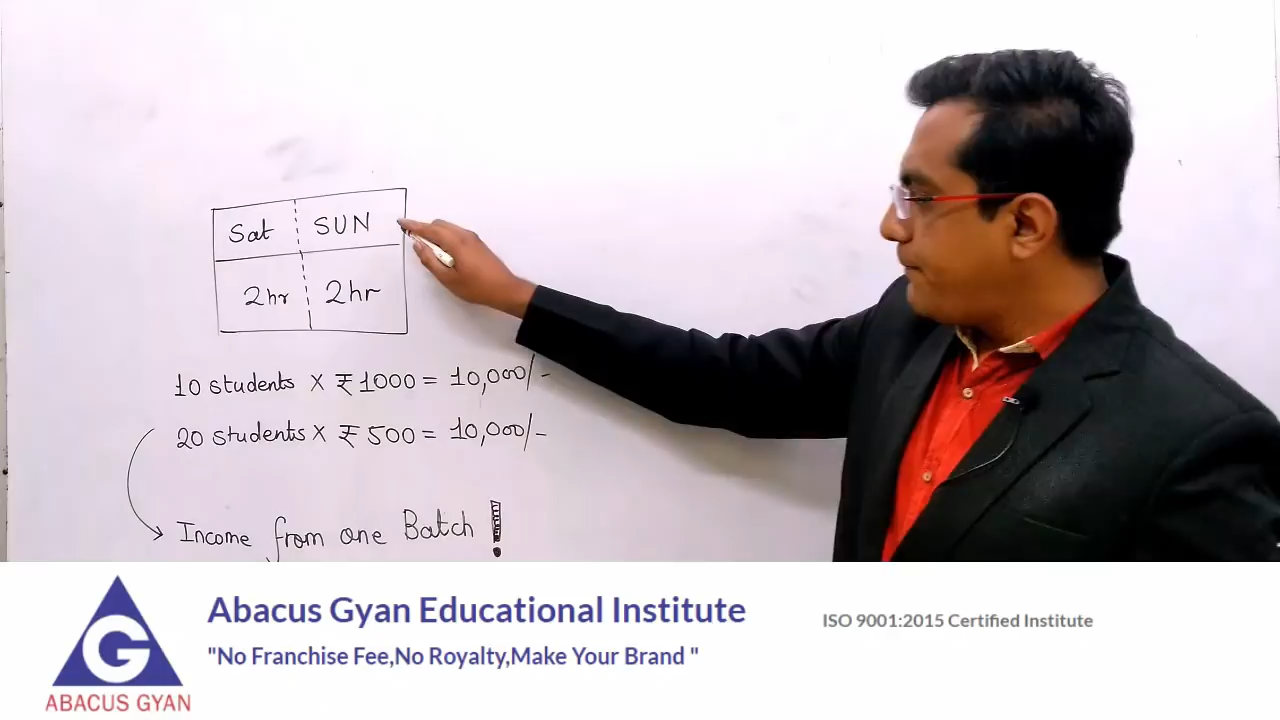 Sat SUN
2hr 2hr
10 students × ₹ 1000 = 10,000/-
20 students × ₹ 500 = 10,000/-
Income from one Batch !
G
ABACUS GYAN
Abacus Gyan Educational Institute
"No Franchise Fee,No Royalty,Make Your Brand "
ISO 9001:2015 Certified Institute